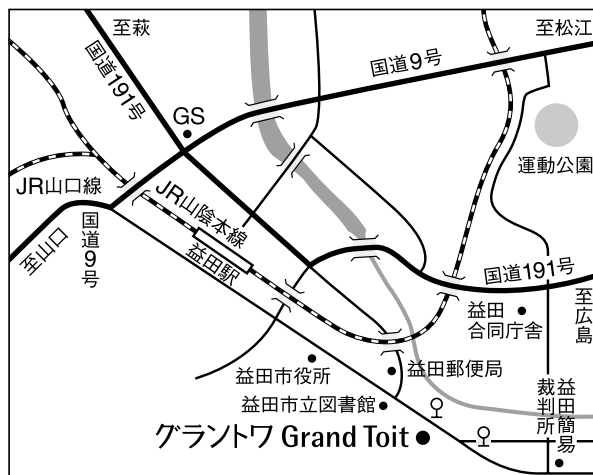 至萩
至松江
国道191号
国道9号
GS
運動公園
JR山口線
JR山陰本線
国道9号
益田駅
至山口
国道191号
至広島
益田
合同庁舎
益田市役所
益田郵便局
益田市立図書館
益田簡易
裁判所
グラントワ Grand Toit